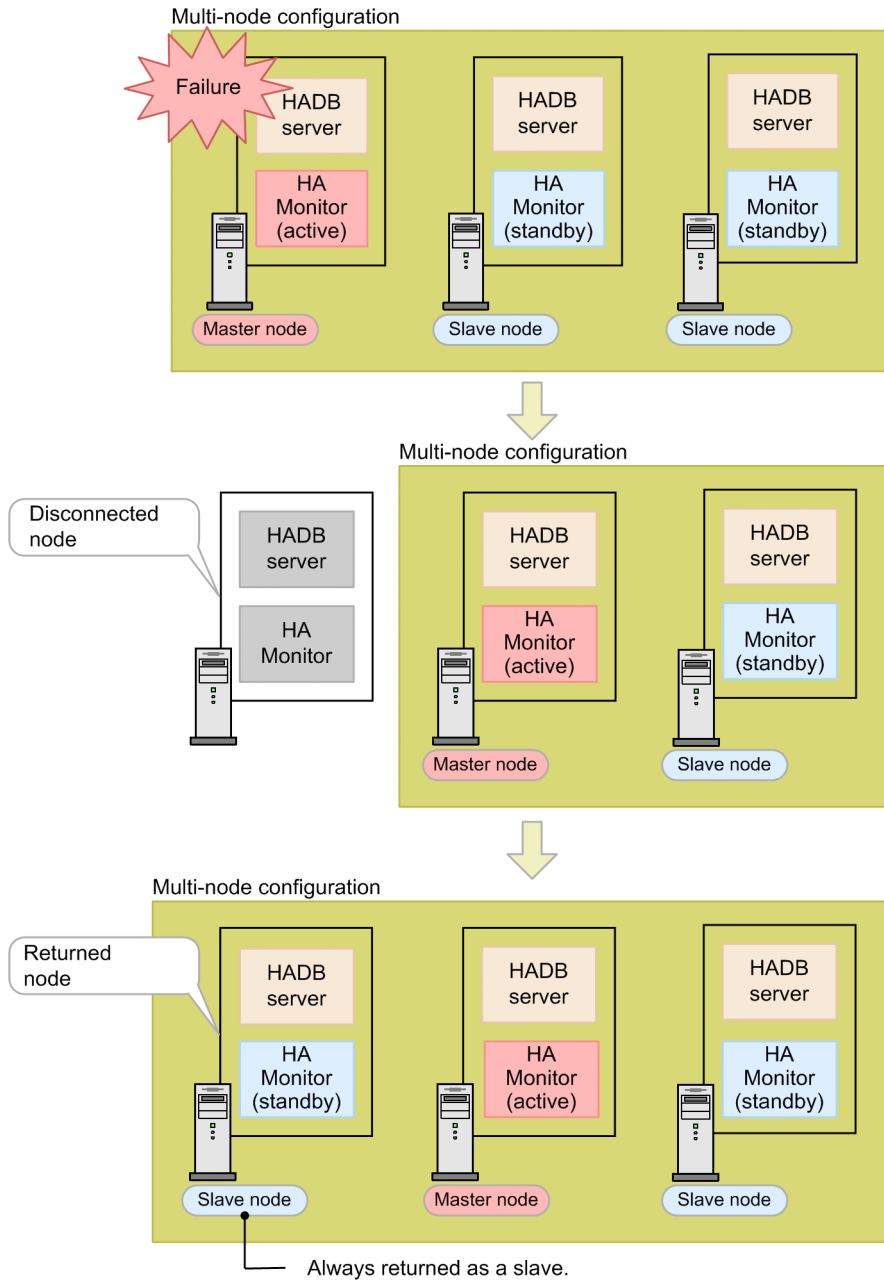 Multi-node configuration
Failure
HADB
server
HA
Monitor
(active)
Master node
HADB
server
HA
Monitor
(standby)
Slave node
HADB
server
HA
Monitor
(standby)
Slave node
Multi-node configuration
Disconnected
node
HADB
server
HA
Monitor
HADB
server
HA
Monitor
(active)
Master node
HADB
server
HA
Monitor
(standby)
Slave node
Multi-node configuration
Returned
node
HADB
server
HA
Monitor
(standby)
Slave node
HADB
server
HA
Monitor
(active)
Master node
HADB
server
HA
Monitor
(standby)
Slave node
Always returned as a slave.